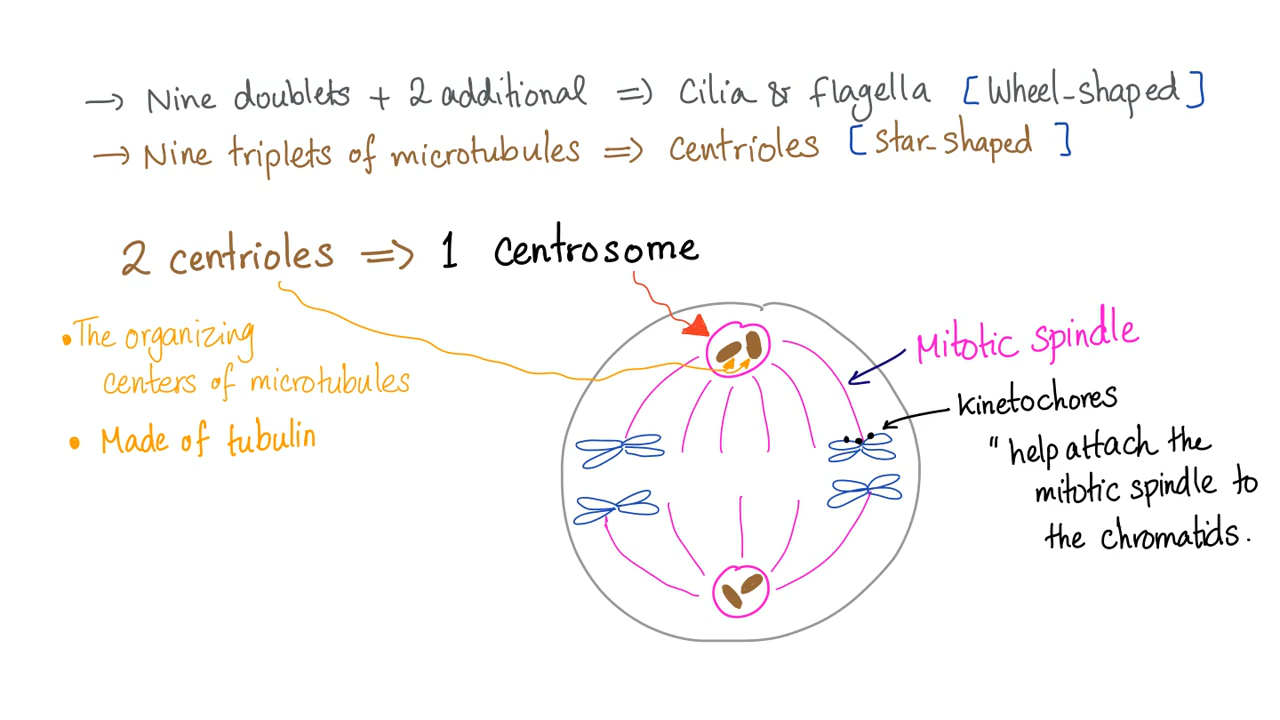 → Nine doublets + 2 additional ⇒ Cilia & flagella [Wheel-shaped]
→ Nine triplets of microtubules ⇒ centrioles [star-shaped]
2 centrioles ⇒ 1 centrosome
• The organizing
centers of microtubules
• Made of tubulin
Mitotic spindle
Kinetochores
" help attach the
mitotic spindle to
the chromatids.